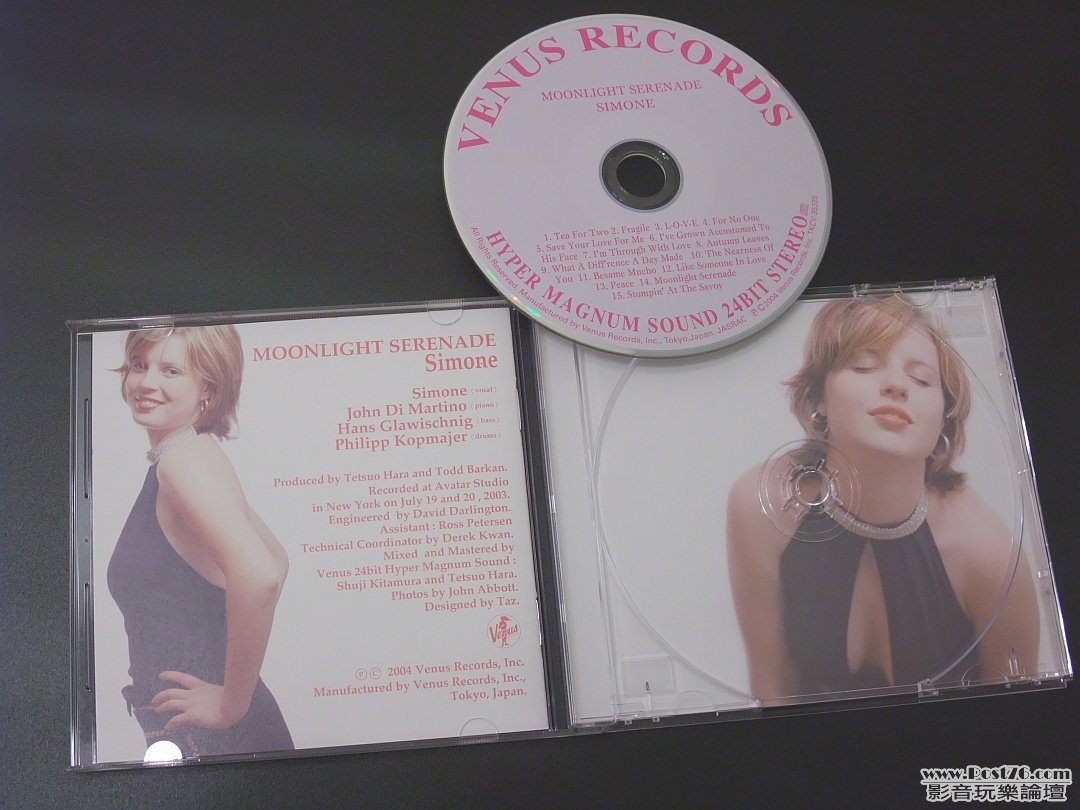 VENUS RECORDS
MOONLIGHT SERENADE
SIMONE
1. Tea For Two 2. Fragile 3. L-O-V-E 4. For No One
5. Save Your Love For Me 6. I've Grown Accustomed To
His Face 7. I'm Through With Love 8. Autumn Leaves
9. What A Diff'rence A Day Made 10. The Nearness Of
You 11. Besame Mucho 12. Like Someone In Love
13. Peace 14. Moonlight Serenade
15. Stompin' At The Savoy
HYPER MAGNUM SOUND 24BIT STEREO
All Rights Reserved. Manufactured by Venus Records, Inc., Tokyo, Japan. JASRAC ℗©2004 Venus Records, Inc. TKCV-35325
MOONLIGHT SERENADE
Simone
Simone (vocal)
John Di Martino (piano)
Hans Glawischnig (bass)
Philipp Kopmajer (drums)
Produced by Tetsuo Hara and Todd Barkan.
Recorded at Avatar Studio
in New York on July 19 and 20 , 2003.
Engineered by David Darlington.
Assistant : Ross Petersen
Technical Coordinator by Derek Kwan.
Mixed and Mastered by
Venus 24bit Hyper Magnum Sound :
Shuji Kitamura and Tetsuo Hara.
Photos by John Abbott.
Designed by Taz.
Venus
℗ © 2004 Venus Records, Inc.
Manufactured by Venus Records, Inc.,
Tokyo, Japan.
www.Post76.com
影音玩樂論壇